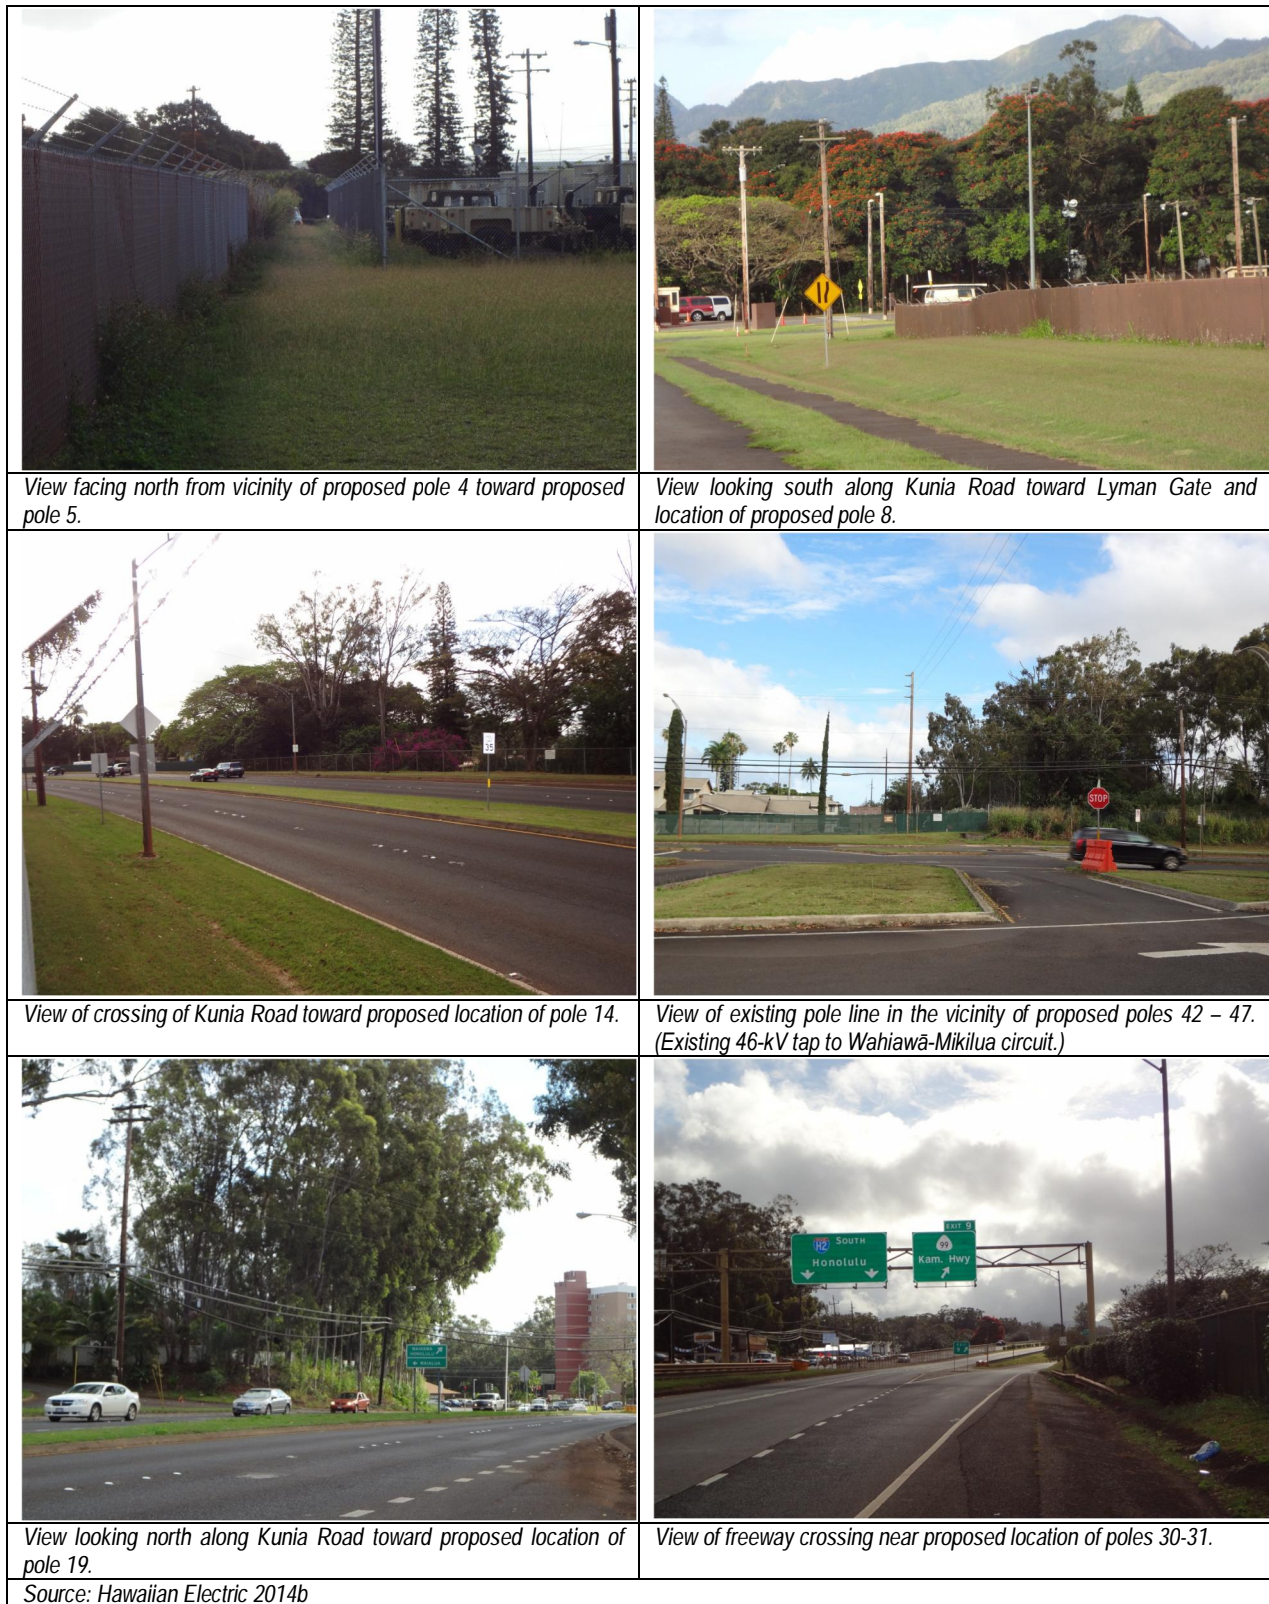 View facing north from vicinity of proposed pole 4 toward proposed
pole 5.
View looking south along Kunia Road toward Lyman Gate and
location of proposed pole 8.
35
View of crossing of Kunia Road toward proposed location of pole 14.
STOP
View of existing pole line in the vicinity of proposed poles 42 – 47.
(Existing 46-kV tap to Wahiawā-Mikilua circuit.)
WAHIAWA
HONOLULU
WAIALUA
View looking north along Kunia Road toward proposed location of
pole 19.
EXIT 9
H2 SOUTH
Honolulu
99
Kam. Hwy
View of freeway crossing near proposed location of poles 30-31.
Source: Hawaiian Electric 2014b